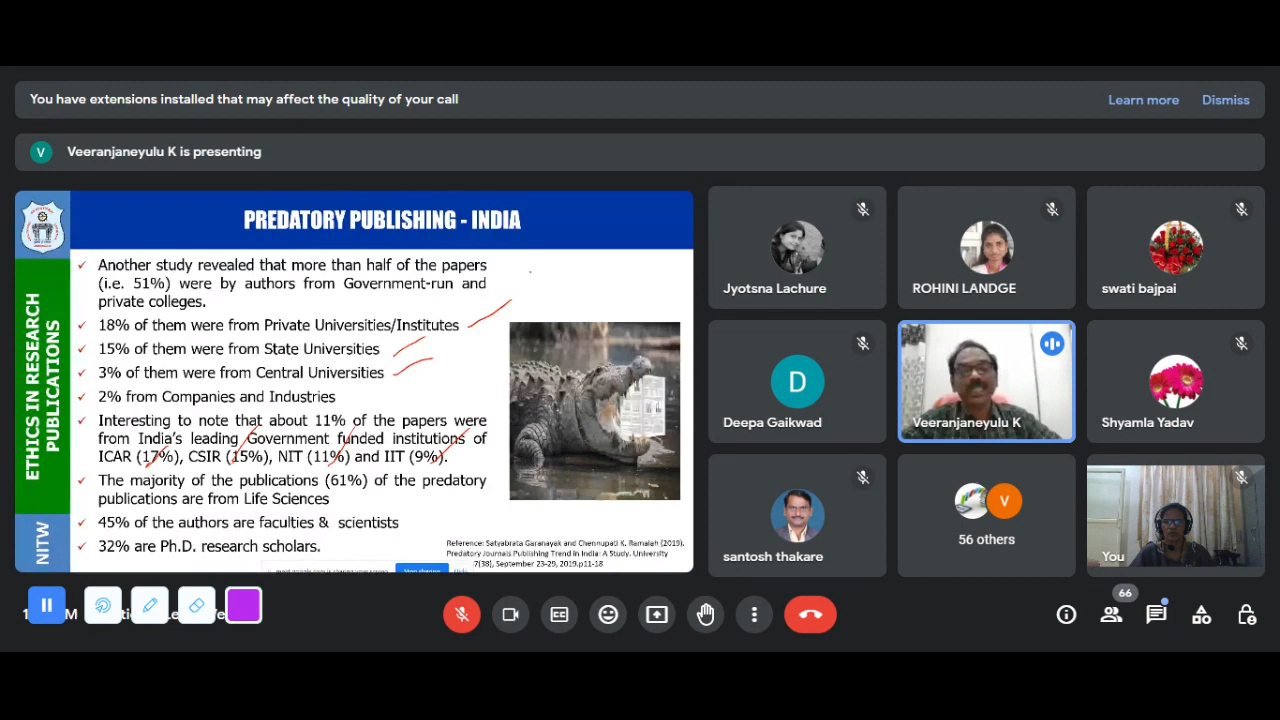 You have extensions installed that may affect the quality of your call
Learn more
Dismiss
V
Veeranjaneyulu K is presenting
PREDATORY PUBLISHING - INDIA
ETHICS IN RESEARCH
PUBLICATIONS
NITW
✓ Another study revealed that more than half of the papers
(i.e. 51%) were by authors from Government-run and
private colleges.
✓ 18% of them were from Private Universities/Institutes
✓ 15% of them were from State Universities
✓ 3% of them were from Central Universities
✓ 2% from Companies and Industries
✓ Interesting to note that about 11% of the papers were
from India's leading Government funded institutions of
ICAR (17%), CSIR (15%), NIT (11%) and IIT (9%).
✓ The majority of the publications (61%) of the predatory
publications are from Life Sciences
✓ 45% of the authors are faculties & scientists
✓ 32% are Ph.D. research scholars.
Reference: Satyabrata Garanayak and Chennupati K. Ramaiah (2019).
Predatory Journals Publishing Trend in India: A Study. University
7(38), September 23-29, 2019.p11-18
Jyotsna Lachure
ROHINI LANDGE
swati bajpai
D
Deepa Gaikwad
Veeranjaneyulu K
Shyamla Yadav
santosh thakare
V
56 others
You
66